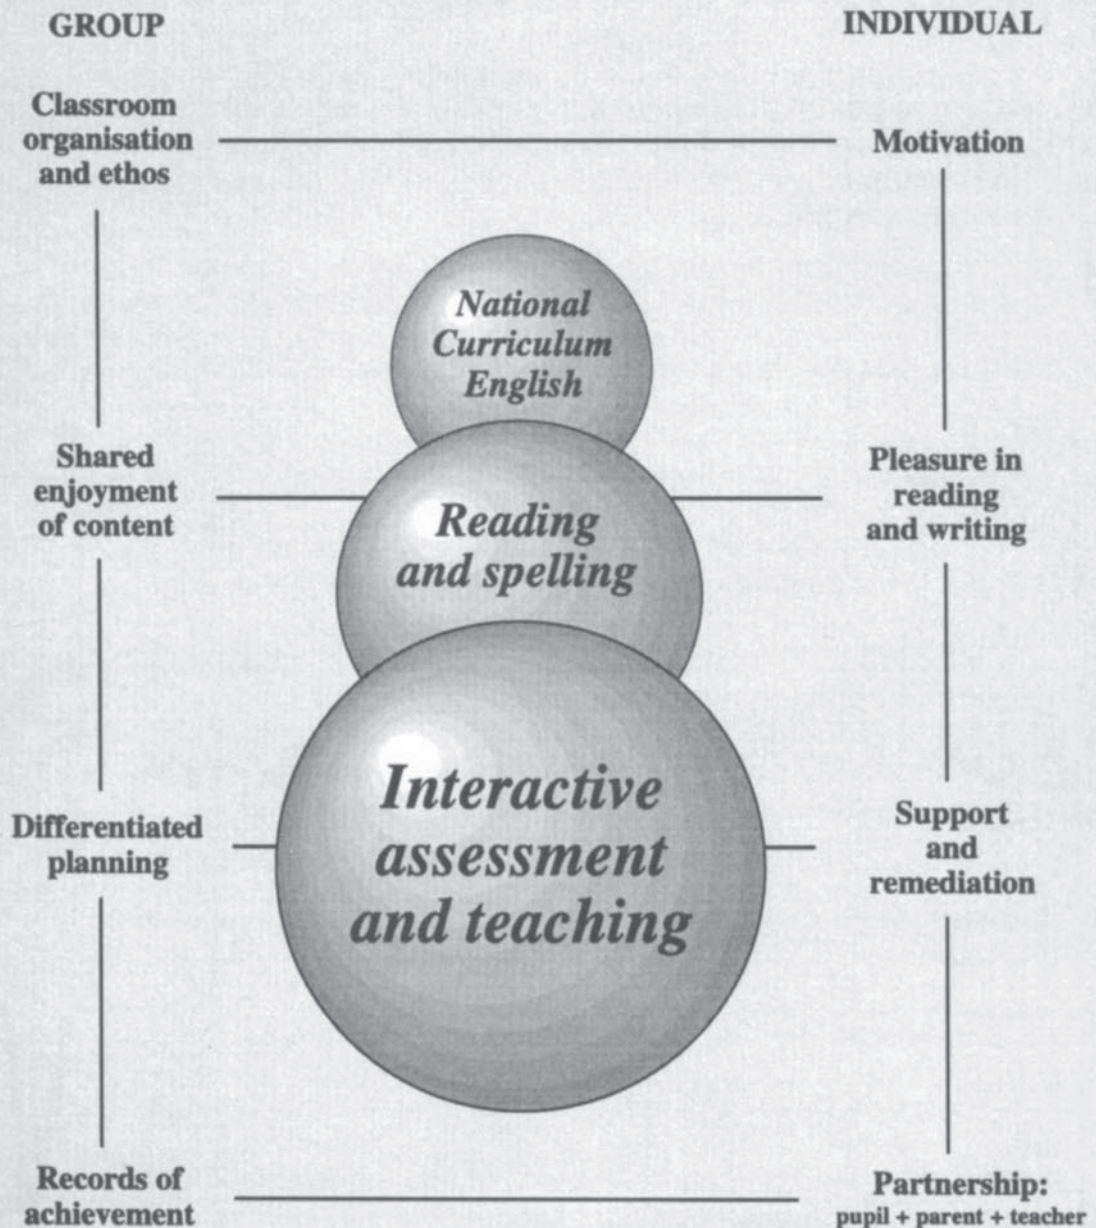 GROUP
INDIVIDUAL
Classroom
organisation
and ethos
Motivation
National
Curriculum
English
Shared
enjoyment
of content
Pleasure in
reading
and writing
Reading
and spelling
Differentiated
planning
Support
and
remediation
Interactive
assessment
and teaching
Records of
achievement
Partnership:
pupil + parent + teacher